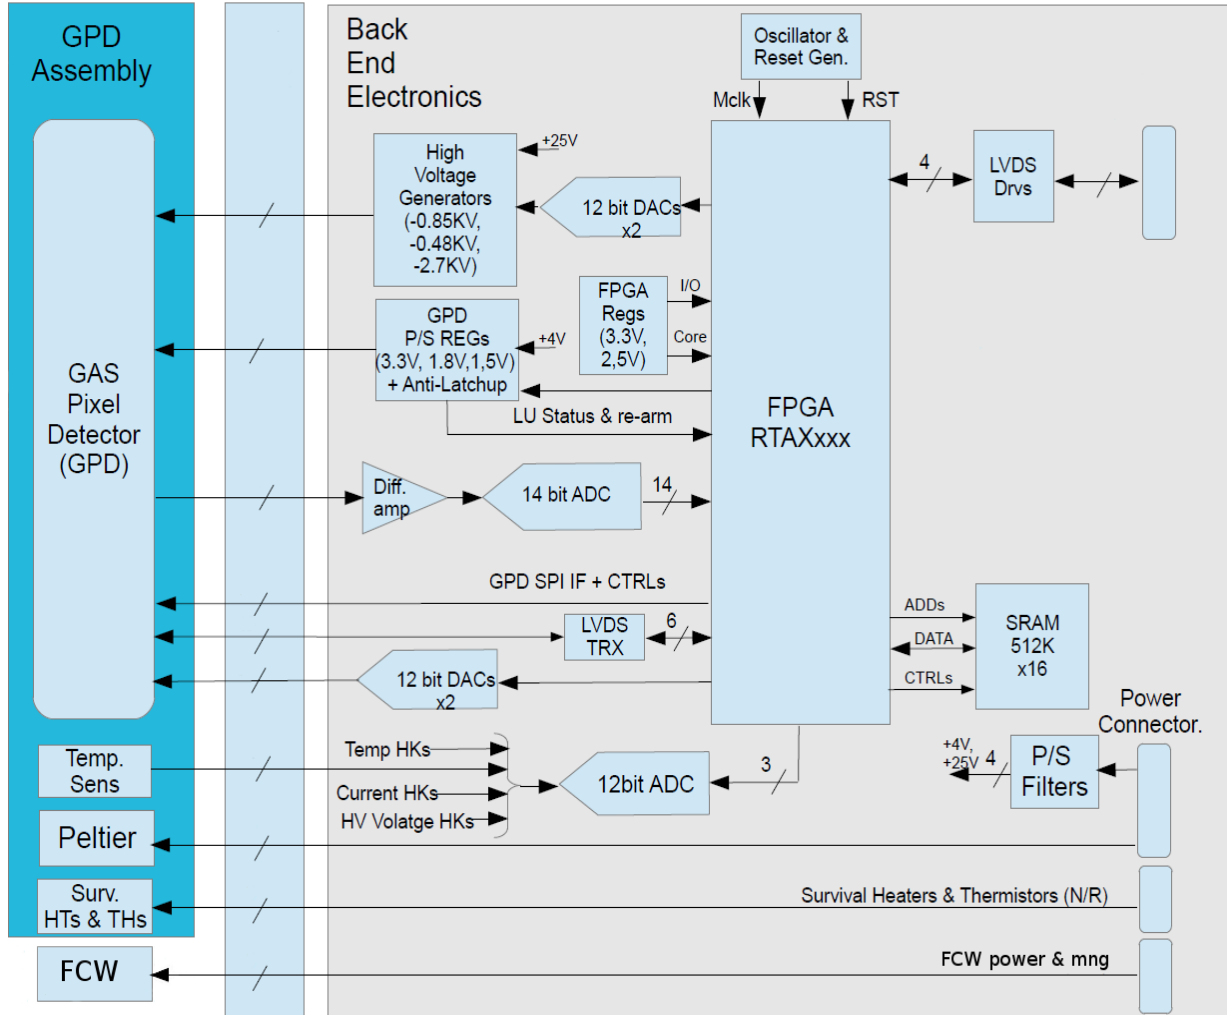 GPD
Assembly
GAS
Pixel
Detector
(GPD)
Temp.
Sens
Peltier
Surv.
HTs & THs
FCW
Back
End
Electronics
Oscillator &
Reset Gen.
Mclk
RST
High
Voltage
Generators
(-0.85KV,
-0.48KV,
-2.7KV)
+25V
12 bit DACs
x2
FPGA
Regs
(3.3V,
2,5V)
I/O
Core
GPD
P/S REGs
(3.3V, 1.8V,1,5V)
+ Anti-Latchup
+4V
LU Status & re-arm
Diff.
amp
14 bit ADC
14
FPGA
RTAXxxx
4
LVDS
Drvs
GPD SPI IF + CTRLs
LVDS
TRX
6
12 bit DACs
x2
ADDs
DATA
CTRLs
SRAM
512K
x16
Temp HKs
Current HKs
HV Volatge HKs
12bit ADC
3
Power
Connector.
+4V,
+25V
4
P/S
Filters
Survival Heaters & Thermistors (N/R)
FCW power & mng